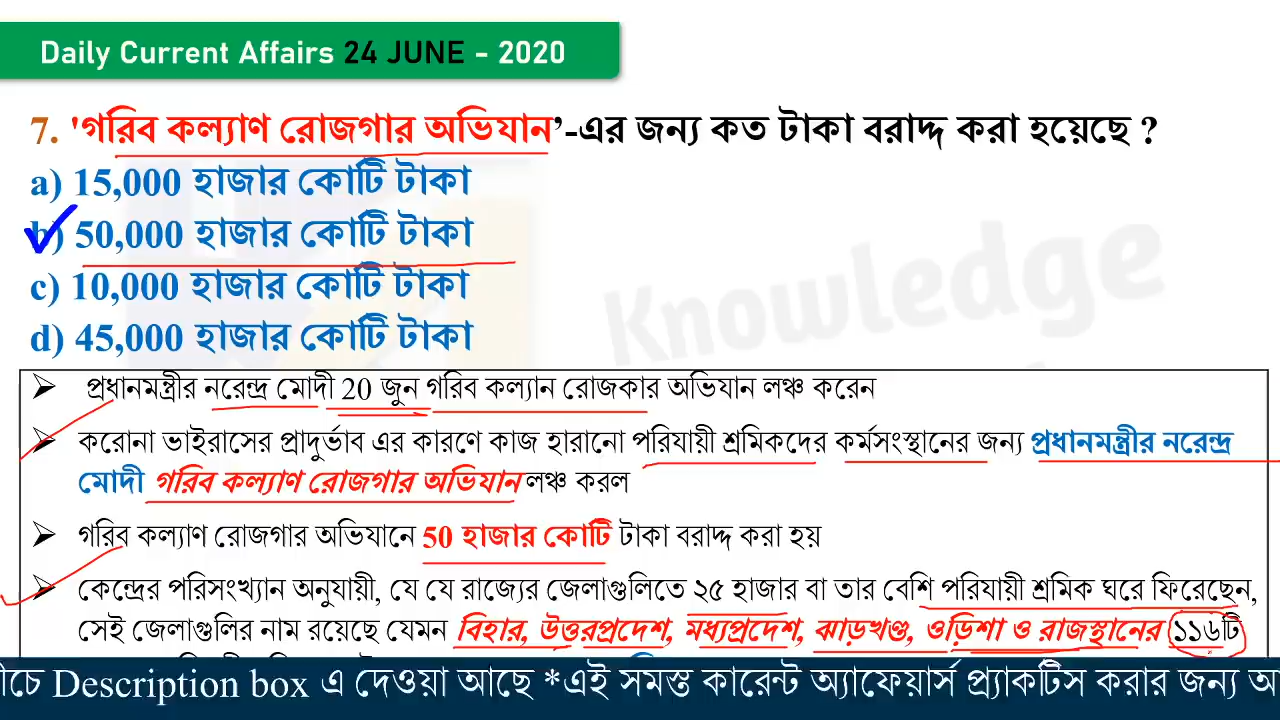 Daily Current Affairs 24 JUNE - 2020
7. 'গরিব কল্যাণ রোজগার অভিযান’-এর জন্য কত টাকা বরাদ্দ করা হয়েছে ?
a) 15,000 হাজার কোটি টাকা
b) 50,000 হাজার কোটি টাকা
c) 10,000 হাজার কোটি টাকা
d) 45,000 হাজার কোটি টাকা
Knowledge
➢ প্রধানমন্ত্রীর নরেন্দ্র মোদী 20 জুন গরিব কল্যান রোজকার অভিযান লঞ্চ করেন
➢ করোনা ভাইরাসের প্রাদুর্ভাব এর কারণে কাজ হারানো পরিযায়ী শ্রমিকদের কর্মসংস্থানের জন্য প্রধানমন্ত্রীর নরেন্দ্র
মোদী গরিব কল্যাণ রোজগার অভিযান লঞ্চ করল
➢ গরিব কল্যাণ রোজগার অভিযানে 50 হাজার কোটি টাকা বরাদ্দ করা হয়
➢ কেন্দ্রের পরিসংখ্যান অনুযায়ী, যে যে রাজ্যের জেলাগুলিতে ২৫ হাজার বা তার বেশি পরিযায়ী শ্রমিক ঘরে ফিরেছেন,
সেই জেলাগুলির নাম রয়েছে যেমন বিহার, উত্তরপ্রদেশ, মধ্যপ্রদেশ, ঝাড়খণ্ড, ওড়িশা ও রাজস্থানের ১১৬টি
Description box এ দেওয়া আছে *এই সমস্ত কারেন্ট অ্যাফেয়ার্স প্র্যাকটিস করার জন্য